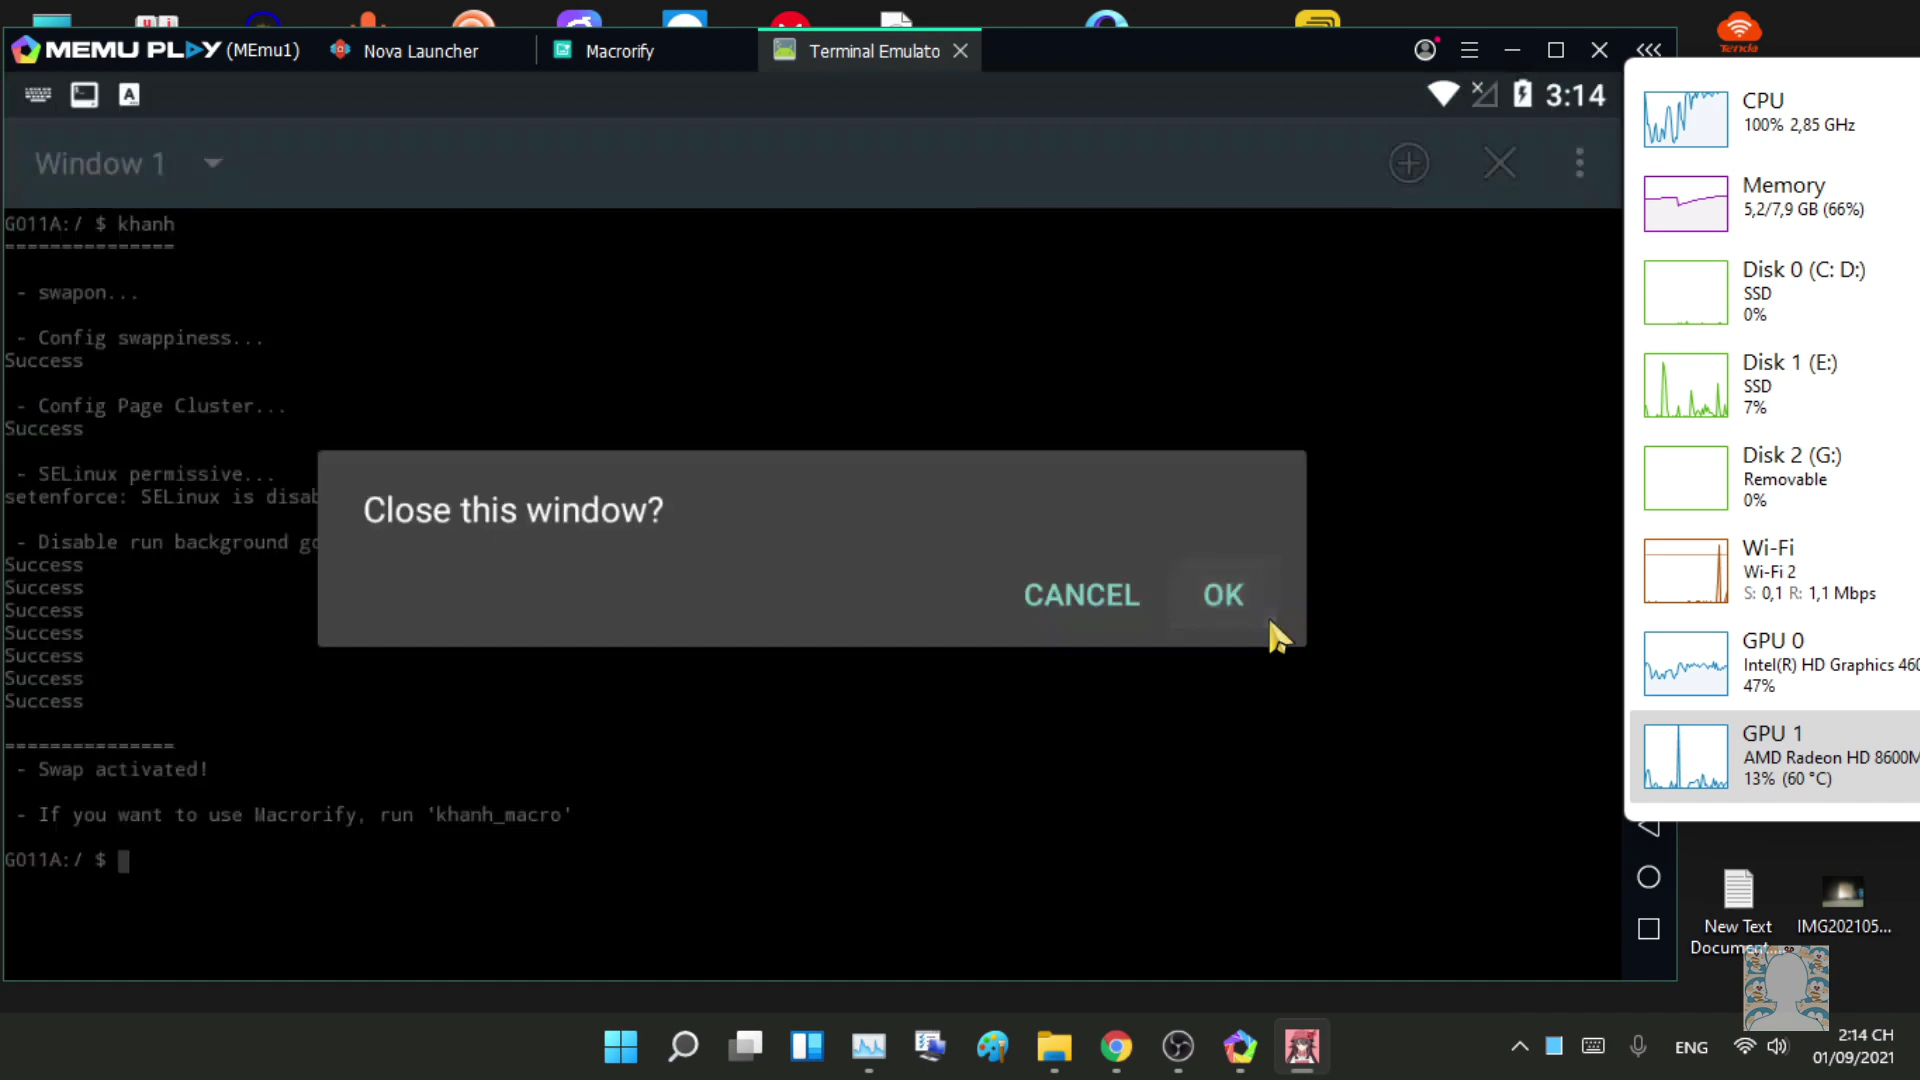 MEMU PLAY (MEmu1)
Nova Launcher
Macrorify
Terminal Emulato
Tenda
A
3:14
Window 1
G011A:/ $ khanh
===============
- swapon...
- Config swappiness...
Success
- Config Page Cluster...
Success
- SELinux permissive...
setenforce: SELinux is disab
- Disable run background go
Success
Success
Success
Success
Success
Success
Success
===============
- Swap activated!
- If you want to use Macrorify, run 'khanh_macro'
G011A:/ $
Close this window?
CANCEL
OK
CPU
100% 2,85 GHz
Memory
5,2/7,9 GB (66%)
Disk 0 (C: D:)
SSD
0%
Disk 1 (E:)
SSD
7%
Disk 2 (G:)
Removable
0%
Wi-Fi
Wi-Fi 2
S: 0,1 R: 1,1 Mbps
GPU 0
Intel(R) HD Graphics 460
47%
GPU 1
AMD Radeon HD 8600M
13% (60 °C)
New Text
IMG202105...
ENG
2:14 CH
01/09/2021